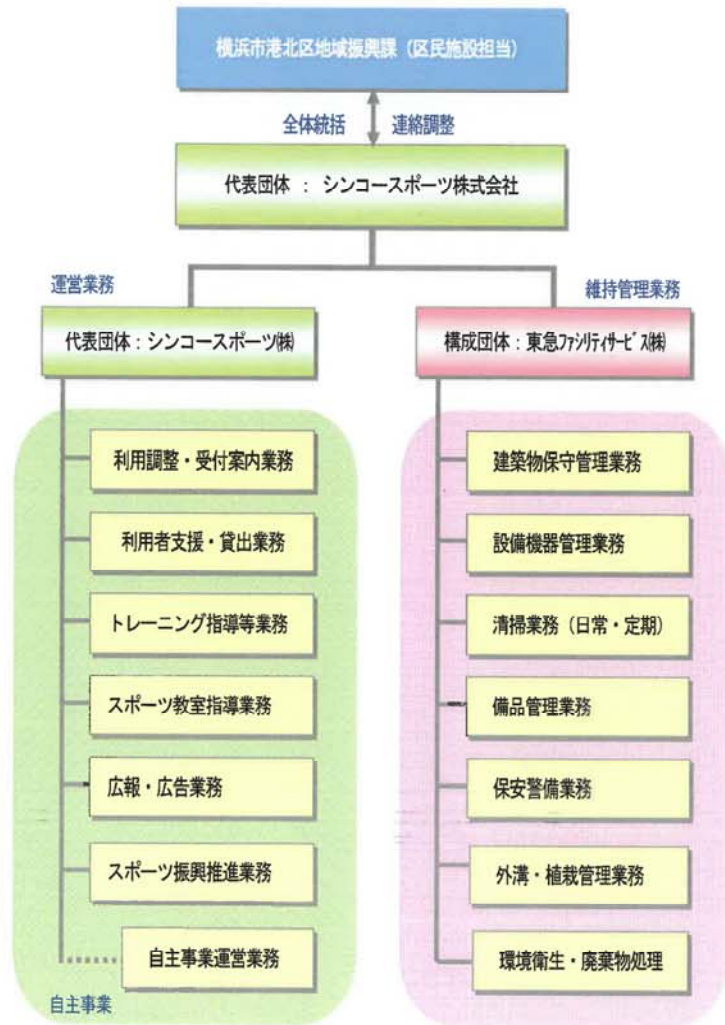 横浜市港北区地域振興課（区民施設担当）
全体統括 連絡調整
代表団体 ： シンコースポーツ株式会社
運営業務
維持管理業務
代表団体：シンコースポーツ㈱
構成団体：東急ﾌｧｼﾘﾃｨｻｰﾋﾞｽ㈱
利用調整・受付案内業務
利用者支援・貸出業務
トレーニング指導等業務
スポーツ教室指導業務
広報・広告業務
スポーツ振興推進業務
自主事業運営業務
自主事業
建築物保守管理業務
設備機器管理業務
清掃業務（日常・定期）
備品管理業務
保安警備業務
外溝・植栽管理業務
環境衛生・廃棄物処理